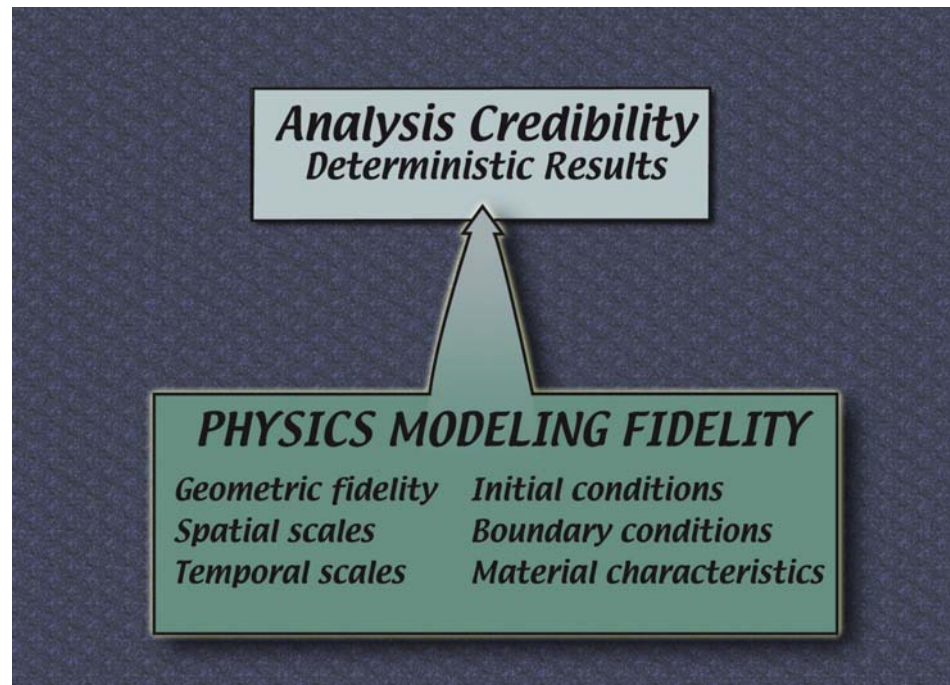 Analysis Credibility
Deterministic Results
PHYSICS MODELING FIDELITY
Geometric fidelity
Spatial scales
Temporal scales
Initial conditions
Boundary conditions
Material characteristics